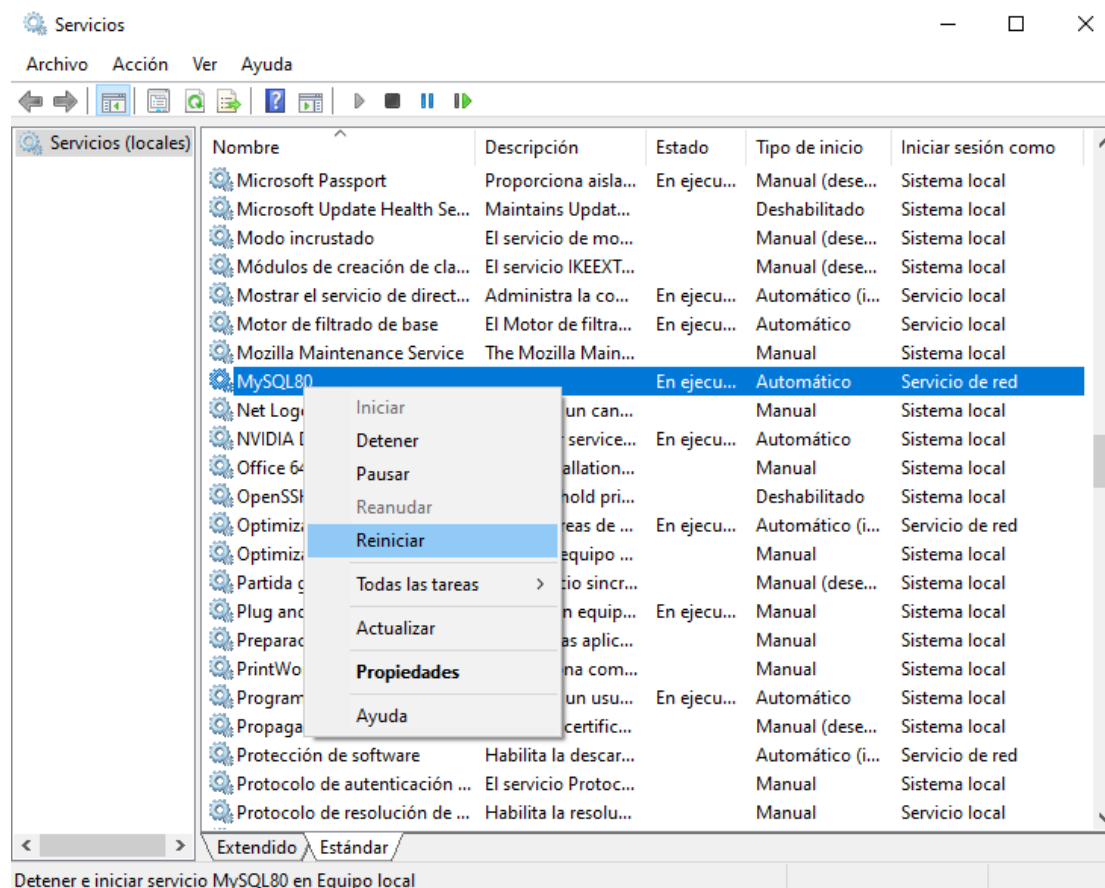 Servicios
Archivo Acción Ver Ayuda
Servicios (locales)
Nombre Descripción Estado Tipo de inicio Iniciar sesión como
Microsoft Passport Proporciona aisla... En ejecu... Manual (dese... Sistema local
Microsoft Update Health Se... Maintains Updat... Deshabilitado Sistema local
Modo incrustado El servicio de mo... Manual (dese... Sistema local
Módulos de creación de cla... El servicio IKEEXT... Manual (dese... Sistema local
Mostrar el servicio de direct... Administra la co... En ejecu... Automático (i... Servicio local
Motor de filtrado de base El Motor de filtra... En ejecu... Automático Servicio local
Mozilla Maintenance Service The Mozilla Main... Manual Sistema local
MySQL80 En ejecu... Automático Servicio de red
Net Log un can... Manual Sistema local
NVIDIA service... En ejecu... Automático Sistema local
Office 64 allation... Manual Sistema local
OpenSSH hold pri... Deshabilitado Sistema local
Optimiza reas de ... En ejecu... Automático (i... Servicio de red
Optimiza equipo ... Manual Sistema local
Partida g io sincr... Manual (dese... Sistema local
Plug and n equip... En ejecu... Manual Sistema local
Preparac as aplic... Manual Sistema local
PrintWo na com... Manual Sistema local
Program un usu... En ejecu... Automático Sistema local
Propaga certific... Manual (dese... Sistema local
Protección de software Habilita la descar... Automático (i... Servicio de red
Protocolo de autenticación ... El servicio Protoc... Manual Sistema local
Protocolo de resolución de ... Habilita la resolu... Manual Servicio local
Iniciar
Detener
Pausar
Reanudar
Reiniciar
Todas las tareas
Actualizar
Propiedades
Ayuda
Extendido Estándar
Detener e iniciar servicio MySQL80 en Equipo local